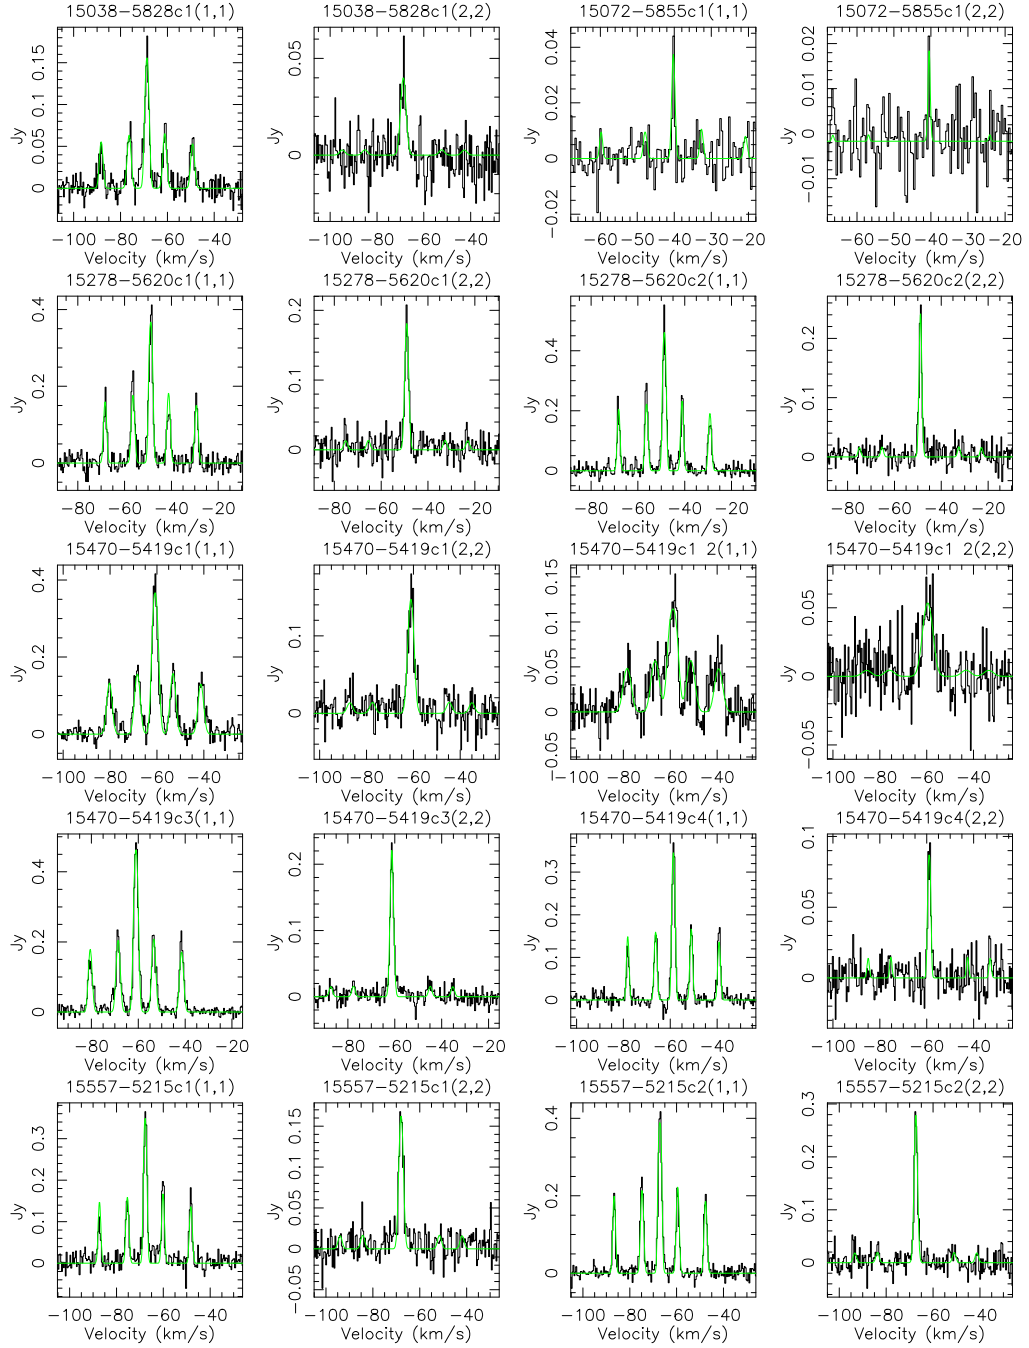 15038−5828c1(1,1)
15038−5828c1(2,2)
15072−5855c1(1,1)
15072−5855c1(2,2)
Jy
0 0.05 0.1 0.15
Jy
0 0.05
Jy
−0.02 0 0.02 0.04
Jy
−0.01 0 0.01 0.02
−100 −80 −60 −40
−100 −80 −60 −40
−60 −50 −40 −30 −20
−60 −50 −40 −30 −20
Velocity (km/s)
Velocity (km/s)
Velocity (km/s)
Velocity (km/s)
15278−5620c1(1,1)
15278−5620c1(2,2)
15278−5620c2(1,1)
15278−5620c2(2,2)
Jy
0 0.2 0.4
Jy
0 0.1 0.2
Jy
0 0.2 0.4
Jy
0 0.1 0.2
−80 −60 −40 −20
−80 −60 −40 −20
−80 −60 −40 −20
−80 −60 −40 −20
Velocity (km/s)
Velocity (km/s)
Velocity (km/s)
Velocity (km/s)
15470−5419c1(1,1)
15470−5419c1(2,2)
15470−5419c1 2(1,1)
15470−5419c1 2(2,2)
Jy
0 0.2 0.4
Jy
0 0.1
Jy
−0.05 0 0.05 0.1 0.15
Jy
−0.05 0 0.05
−100 −80 −60 −40
−100 −80 −60 −40
−100 −80 −60 −40
−100 −80 −60 −40
Velocity (km/s)
Velocity (km/s)
Velocity (km/s)
Velocity (km/s)
15470−5419c3(1,1)
15470−5419c3(2,2)
15470−5419c4(1,1)
15470−5419c4(2,2)
Jy
0 0.2 0.4
Jy
0 0.1 0.2
Jy
0 0.1 0.2 0.3
Jy
0 0.05 0.1
−80 −60 −40 −20
−80 −60 −40 −20
−100 −80 −60 −40
−100 −80 −60 −40
Velocity (km/s)
Velocity (km/s)
Velocity (km/s)
Velocity (km/s)
15557−5215c1(1,1)
15557−5215c1(2,2)
15557−5215c2(1,1)
15557−5215c2(2,2)
Jy
0 0.1 0.2 0.3
Jy
−0.05 0 0.05 0.1 0.15
Jy
0 0.2 0.4
Jy
0 0.1 0.2 0.3
−100 −80 −60 −40
−100 −80 −60 −40
−100 −80 −60 −40
−100 −80 −60 −40
Velocity (km/s)
Velocity (km/s)
Velocity (km/s)
Velocity (km/s)